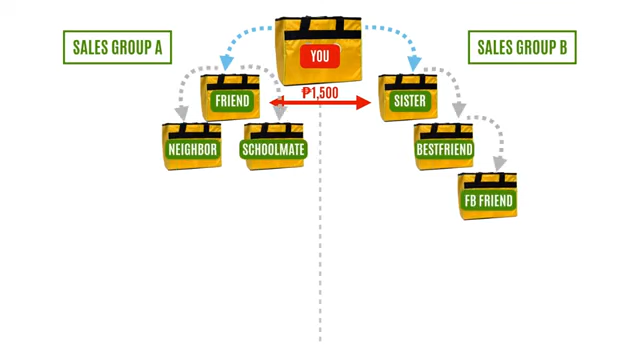 SALES GROUP A
YOU
SALES GROUP B
FRIEND
₱1,500
SISTER
NEIGHBOR
SCHOOLMATE
BESTFRIEND
FB FRIEND